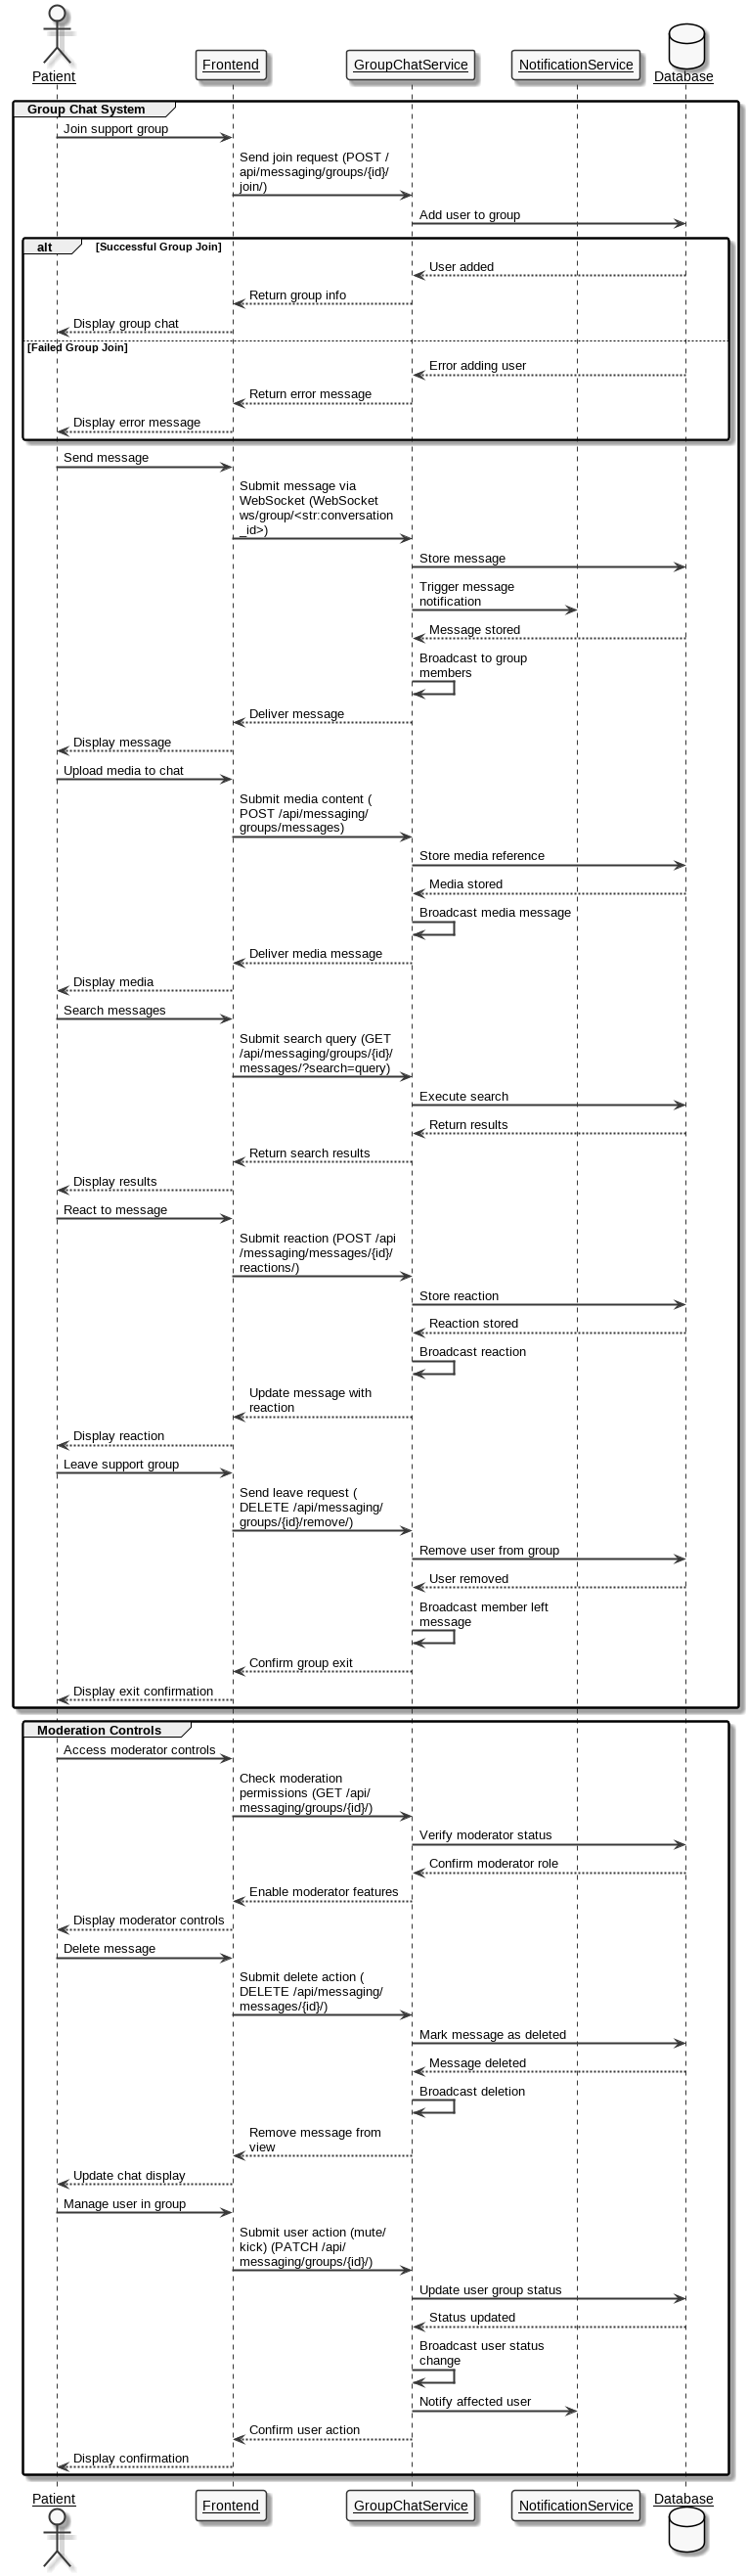 Patient
Frontend
GroupChatService
NotificationService
Database
Group Chat System
Join support group
Send join request (POST /
api/messaging/groups/{id}/
join/)
Add user to group
alt
[Successful Group Join]
User added
Return group info
Display group chat
[Failed Group Join]
Error adding user
Return error message
Display error message
Send message
Submit message via
WebSocket (WebSocket
ws/group/<str:conversation
_id>)
Store message
Trigger message
notification
Message stored
Broadcast to group
members
Deliver message
Display message
Upload media to chat
Submit media content (
POST /api/messaging/
groups/messages)
Store media reference
Media stored
Broadcast media message
Deliver media message
Display media
Search messages
Submit search query (GET
/api/messaging/groups/{id}/
messages/?search=query)
Execute search
Return results
Return search results
Display results
React to message
Submit reaction (POST /api
/messaging/messages/{id}/
reactions/)
Store reaction
Reaction stored
Broadcast reaction
Update message with
reaction
Display reaction
Leave support group
Send leave request (
DELETE /api/messaging/
groups/{id}/remove/)
Remove user from group
User removed
Broadcast member left
message
Confirm group exit
Display exit confirmation
Moderation Controls
Access moderator controls
Check moderation
permissions (GET /api/
messaging/groups/{id}/)
Verify moderator status
Confirm moderator role
Enable moderator features
Display moderator controls
Delete message
Submit delete action (
DELETE /api/messaging/
messages/{id}/)
Mark message as deleted
Message deleted
Broadcast deletion
Remove message from
view
Update chat display
Manage user in group
Submit user action (mute/
kick) (PATCH /api/
messaging/groups/{id}/)
Update user group status
Status updated
Broadcast user status
change
Notify affected user
Confirm user action
Display confirmation
Patient
Frontend
GroupChatService
NotificationService
Database